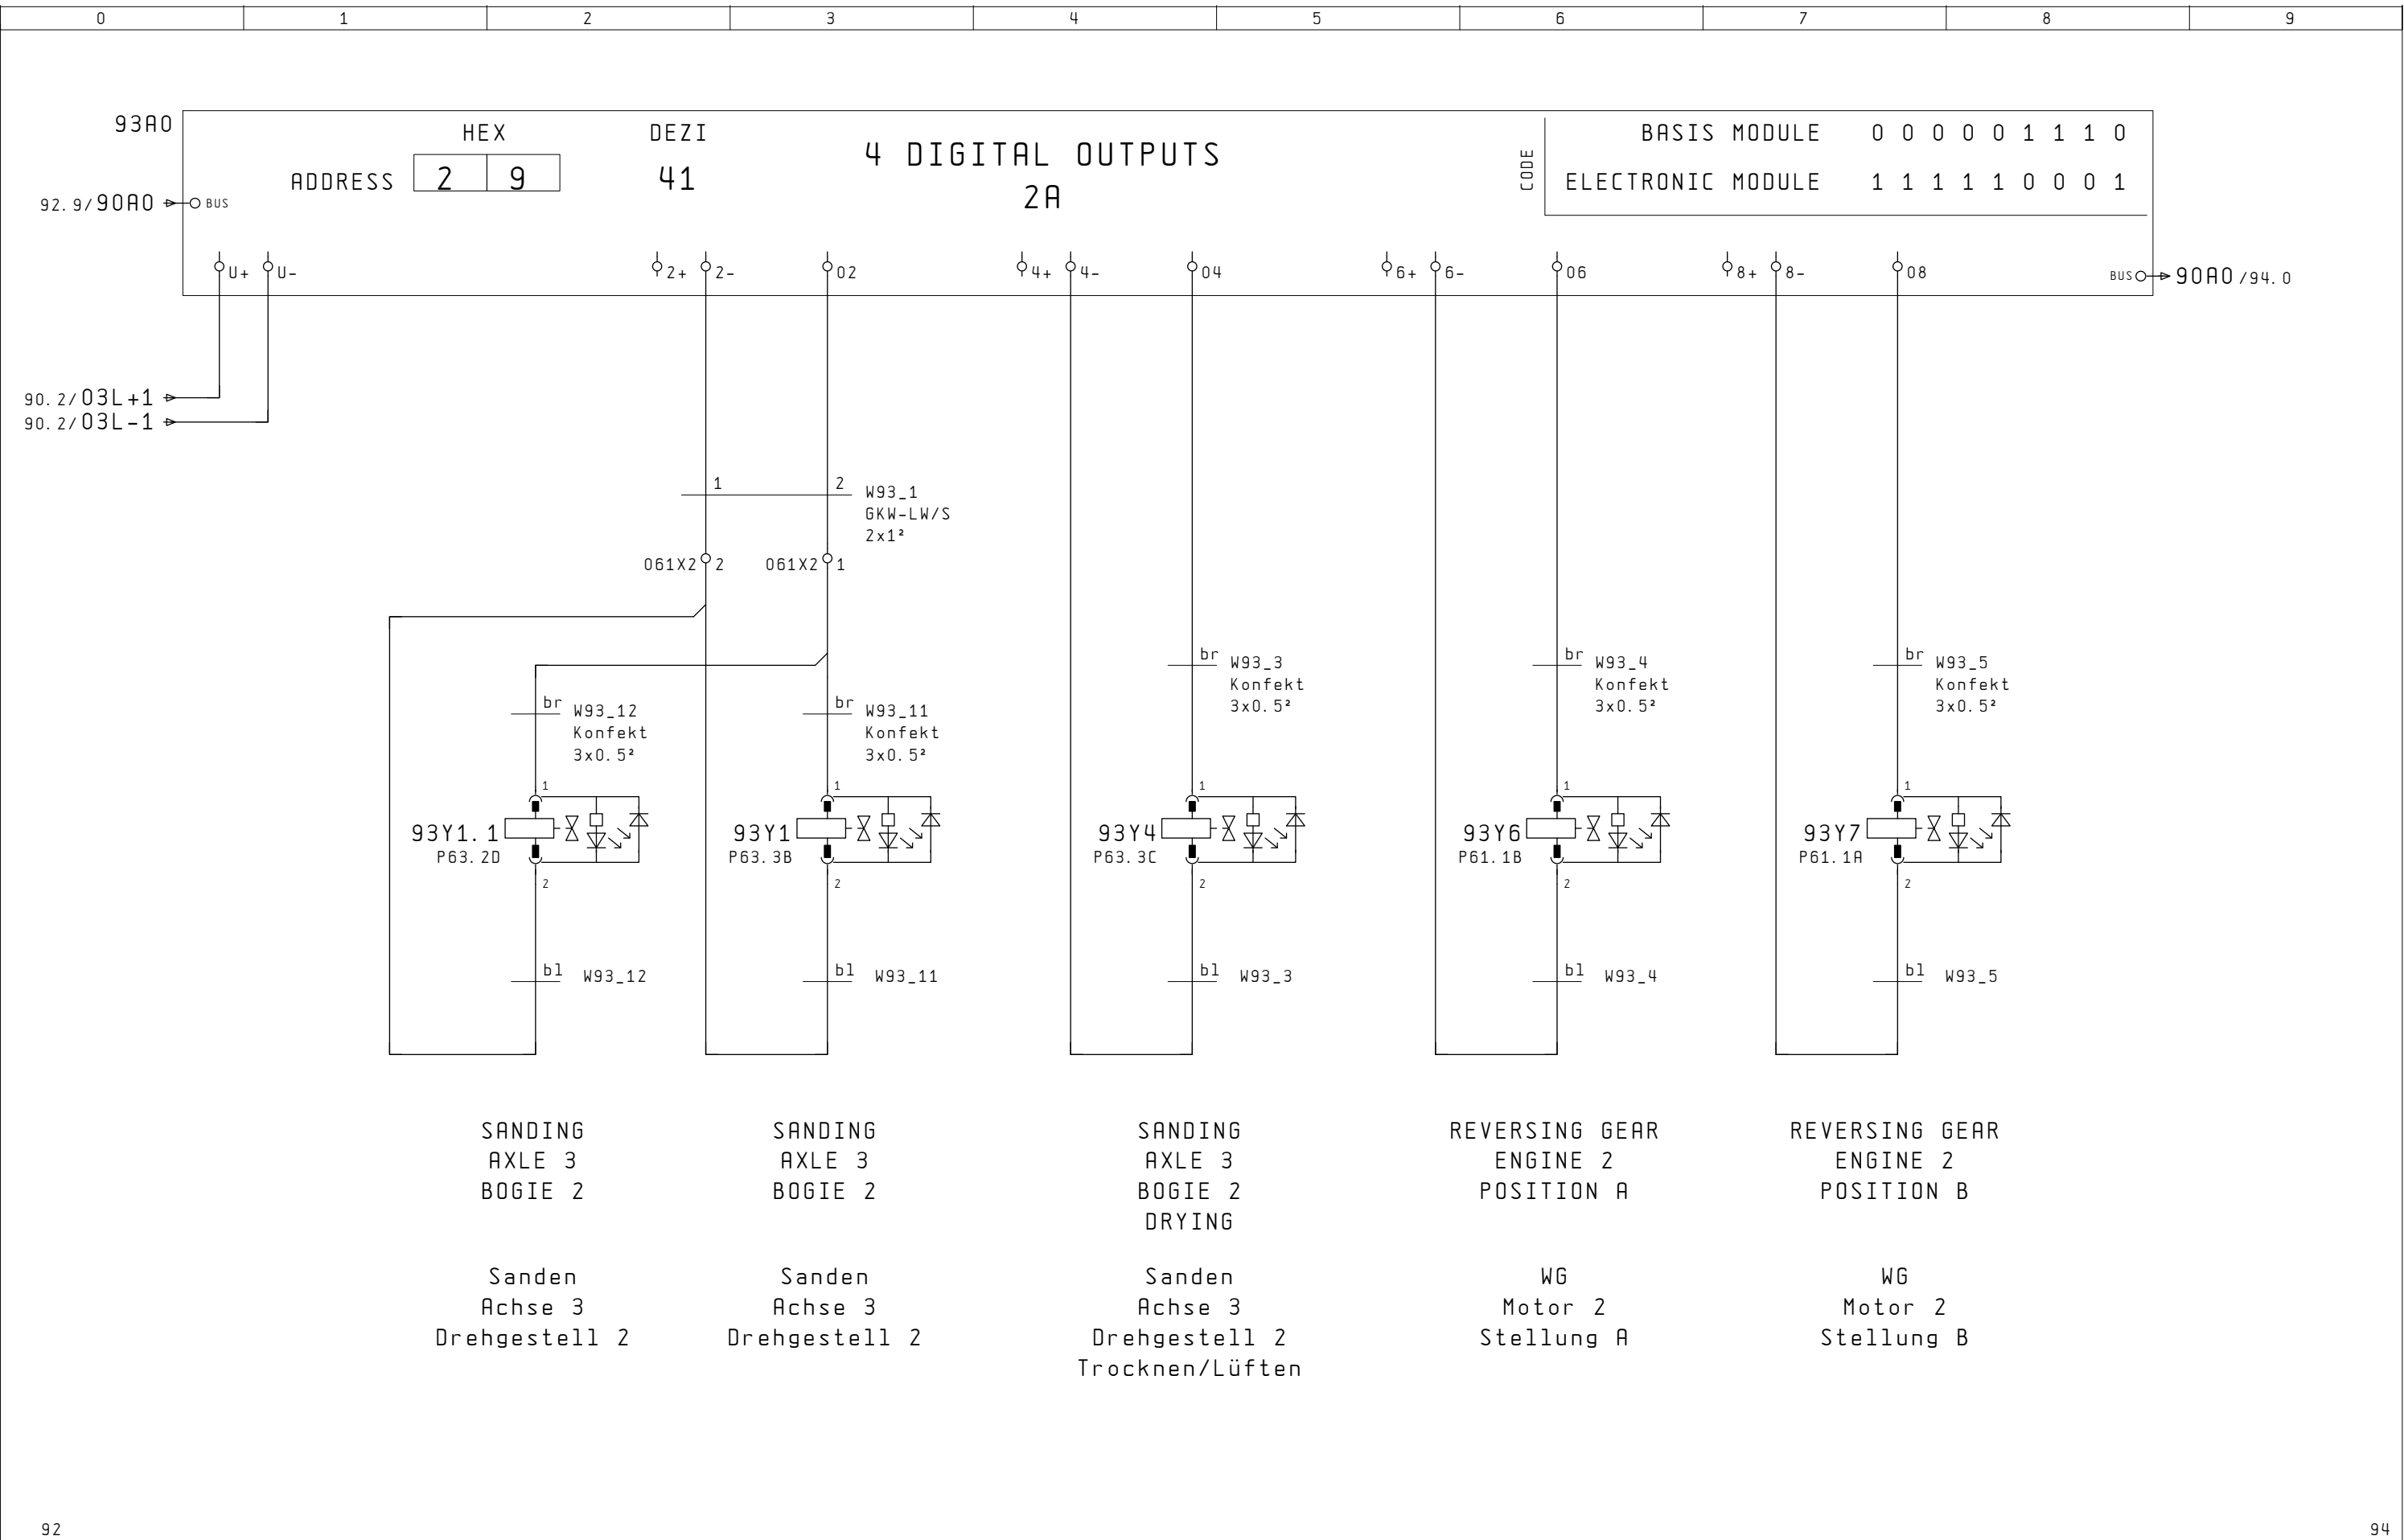 0 1 2 3 4 5 6 7 8 9
93A0
HEX DEZI
ADDRESS 2 9 41
4 DIGITAL OUTPUTS
2A
CODE
BASIS MODULE 0 0 0 0 0 1 1 1 0
ELECTRONIC MODULE 1 1 1 1 1 0 0 0 1
92.9/90A0 BUS
U+ U- 2+ 2- 02 4+ 4- 04 6+ 6- 06 8+ 8- 08
BUS 90A0/94.0
90.2/03L+1
90.2/03L-1
1 2 W93_1
GKW-LW/S
2x1²
061X2 2 061X2 1
br W93_3
Konfekt
3x0.5²
br W93_4
Konfekt
3x0.5²
br W93_5
Konfekt
3x0.5²
br W93_12
Konfekt
3x0.5²
br W93_11
Konfekt
3x0.5²
1 1 1 1 1
93Y1.1 93Y1 93Y4 93Y6 93Y7
P63.2D P63.3B P63.3C P61.1B P61.1A
2 2 2 2 2
bl W93_12 bl W93_11 bl W93_3 bl W93_4 bl W93_5
SANDING
AXLE 3
BOGIE 2
SANDING
AXLE 3
BOGIE 2
SANDING
AXLE 3
BOGIE 2
DRYING
REVERSING GEAR
ENGINE 2
POSITION A
REVERSING GEAR
ENGINE 2
POSITION B
Sanden
Achse 3
Drehgestell 2
Sanden
Achse 3
Drehgestell 2
Sanden
Achse 3
Drehgestell 2
Trocknen/Lüften
WG
Motor 2
Stellung A
WG
Motor 2
Stellung B
92 94